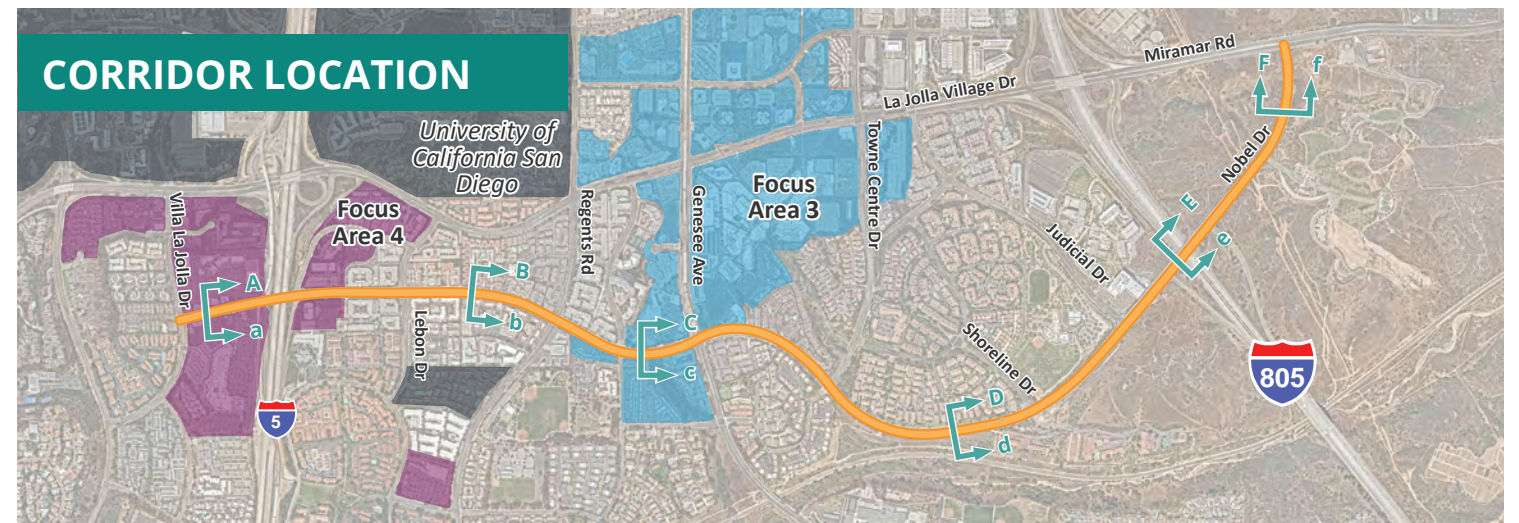 CORRIDOR LOCATION
University of
California San
Diego
Miramar Rd
La Jolla Village Dr
F
f
Nobel Dr
Towne Centre Dr
Focus
Area 3
Genesee Ave
Regents Rd
Focus
Area 4
Villa La Jolla Dr
A
a
B
b
Lebon Dr
C
c
Judicial Dr
E
e
Shoreline Dr
D
d
5
805